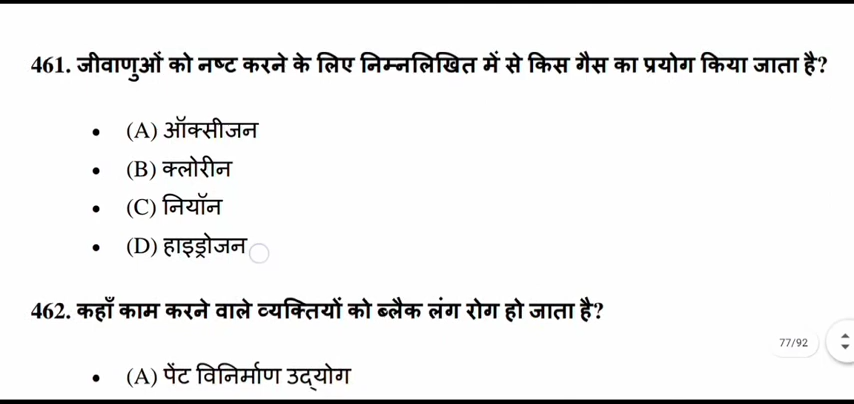 461. जीवाणुओं को नष्ट करने के लिए निम्नलिखित में से किस गैस का प्रयोग किया जाता है?
• (A) ऑक्सीजन
• (B) क्लोरीन
• (C) नियॉन
• (D) हाइड्रोजन
462. कहाँ काम करने वाले व्यक्तियों को ब्लैक लंग रोग हो जाता है?
77/92
• (A) पेंट विनिर्माण उद्योग